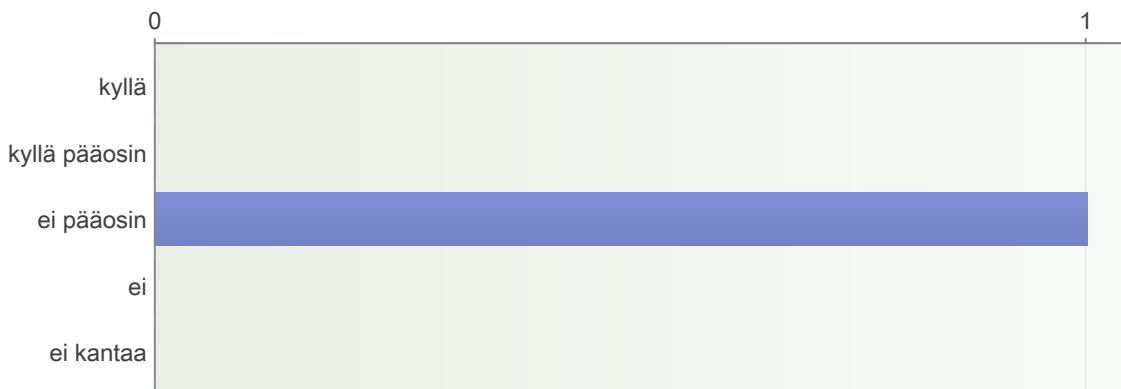 0 1
kyllä
kyllä pääosin
ei pääosin
ei
ei kantaa